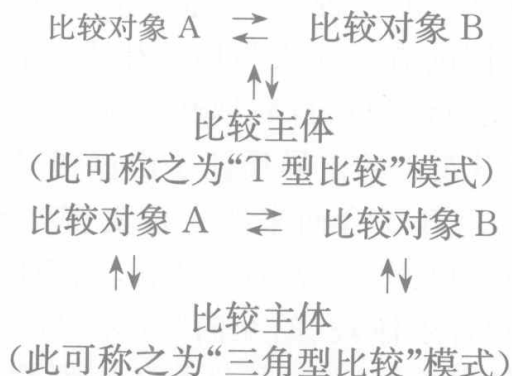 比较对象 A ⇄ 比较对象 B
↑↓
比较主体
（此可称之为“T 型比较”模式）
比较对象 A ⇄ 比较对象 B
↑↓ ↑↓
比较主体
（此可称之为“三角型比较”模式）